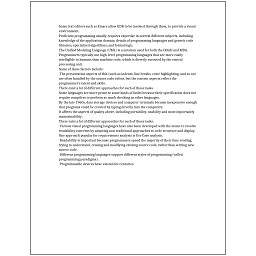 Some text editors such as Emacs allow GDB to be invoked through them, to provide a visual
environment.
Proficient programming usually requires expertise in several different subjects, including
knowledge of the application domain, details of programming languages and generic code
libraries, specialized algorithms, and formal logic.
The Unified Modeling Language (UML) is a notation used for both the OOAD and MDA.
Programmers typically use high-level programming languages that are more easily
intelligible to humans than machine code, which is directly executed by the central
processing unit.
Some of these factors include:
The presentation aspects of this (such as indents, line breaks, color highlighting, and so on)
are often handled by the source code editor, but the content aspects reflect the
programmer's talent and skills.
There exist a lot of different approaches for each of those tasks.
Some languages are more prone to some kinds of faults because their specification does not
require compilers to perform as much checking as other languages.
By the late 1960s, data storage devices and computer terminals became inexpensive enough
that programs could be created by typing directly into the computers.
It affects the aspects of quality above, including portability, usability and most importantly
maintainability.
There exist a lot of different approaches for each of those tasks.
Various visual programming languages have also been developed with the intent to resolve
readability concerns by adopting non-traditional approaches to code structure and display.
One approach popular for requirements analysis is Use Case analysis.
Readability is important because programmers spend the majority of their time reading,
trying to understand, reusing and modifying existing source code, rather than writing new
source code.
Different programming languages support different styles of programming (called
programming paradigms).
Programmable devices have existed for centuries.